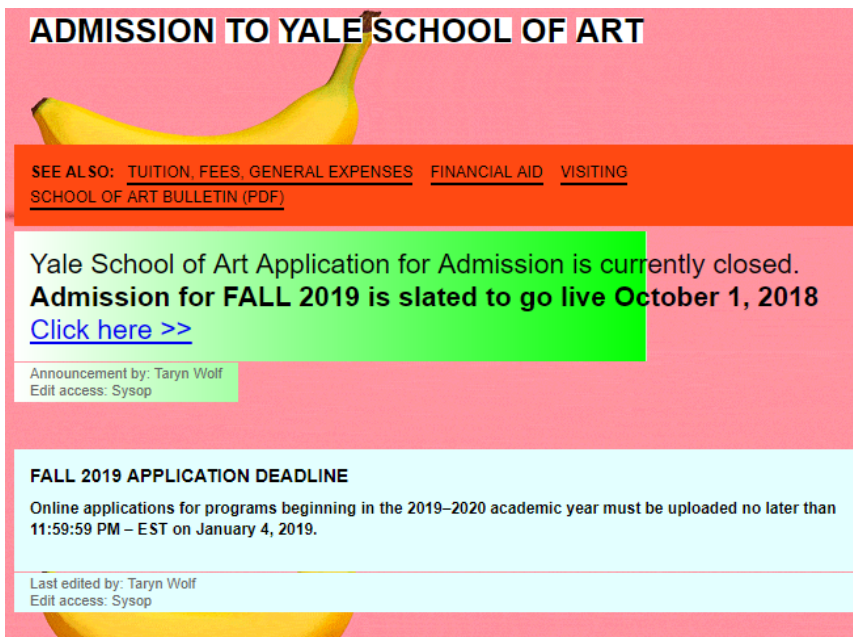 ADMISSION TO YALE SCHOOL OF ART
SEE ALSO: TUITION, FEES, GENERAL EXPENSES FINANCIAL AID VISITING
SCHOOL OF ART BULLETIN (PDF)
Yale School of Art Application for Admission is currently closed.
Admission for FALL 2019 is slated to go live October 1, 2018
Click here >>
Announcement by: Taryn Wolf
Edit access: Sysop
FALL 2019 APPLICATION DEADLINE
Online applications for programs beginning in the 2019–2020 academic year must be uploaded no later than
11:59:59 PM – EST on January 4, 2019.
Last edited by: Taryn Wolf
Edit access: Sysop